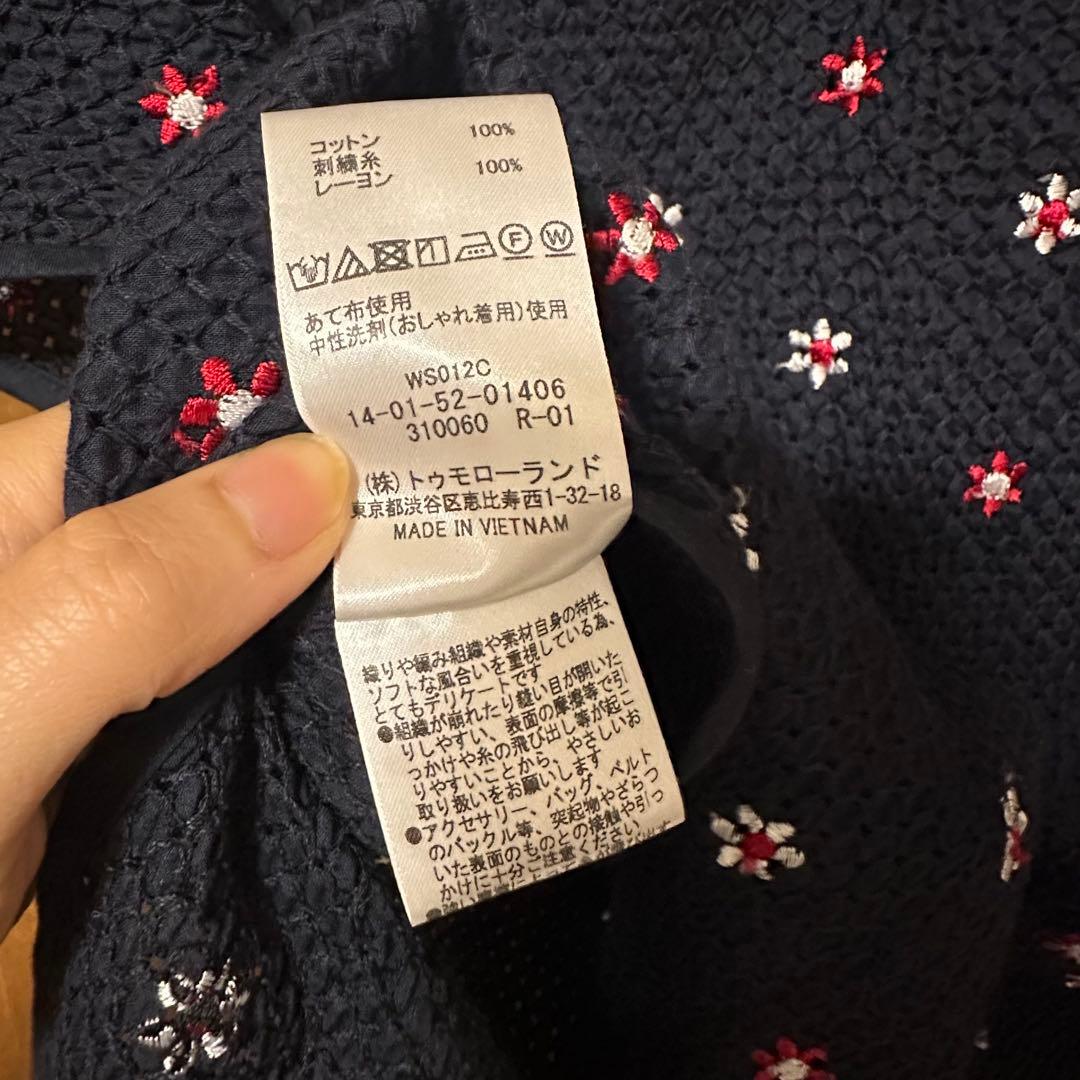 コットン 100%
刺繍糸
レーヨン 100%
F W
あて布使用
中性洗剤(おしゃれ着用)使用
WS012C
14-01-52-01406
310060 R-01
(株)トゥモローランド
東京都渋谷区恵比寿西1-32-18
MADE IN VIETNAM
織りや編み組織や素材自身の特性、
ソフトな風合いを重視している為、
とてもデリケートです
●組織が崩れたり縫い目が開いた
りしやすい、表面の摩擦等で引
っかけや糸の飛び出し等が起こ
りやすいことから、やさしいお
取り扱いをお願いします
●アクセサリー、バッグ、ベルト
のバックル等、突起物やざらつ
いた表面のものとの接触や引っ
かけに十分ご注意ください